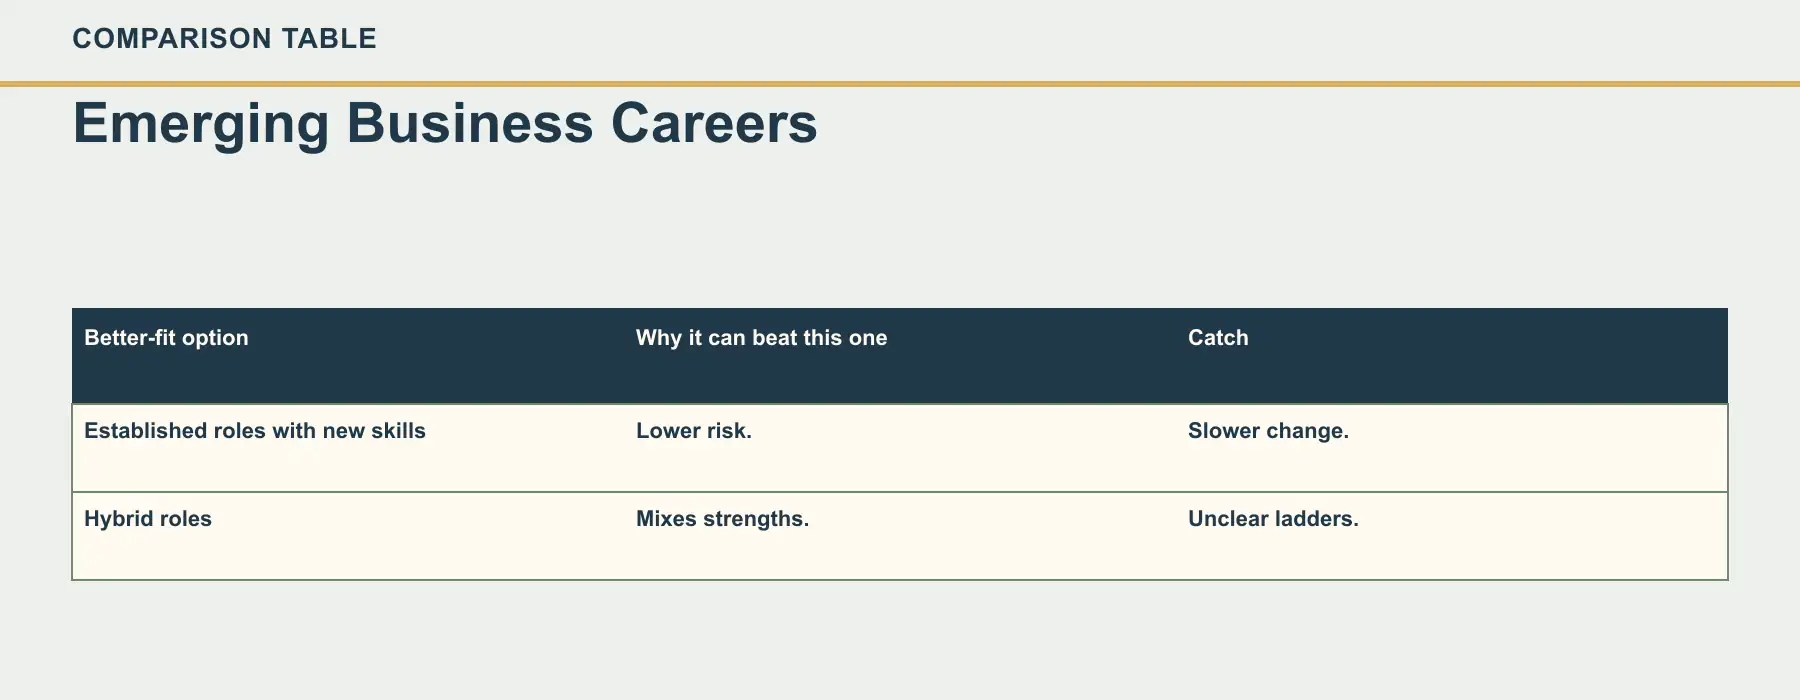 COMPARISON TABLE
Emerging Business Careers
Better-fit option Why it can beat this one Catch
Established roles with new skills Lower risk. Slower change.
Hybrid roles Mixes strengths. Unclear ladders.